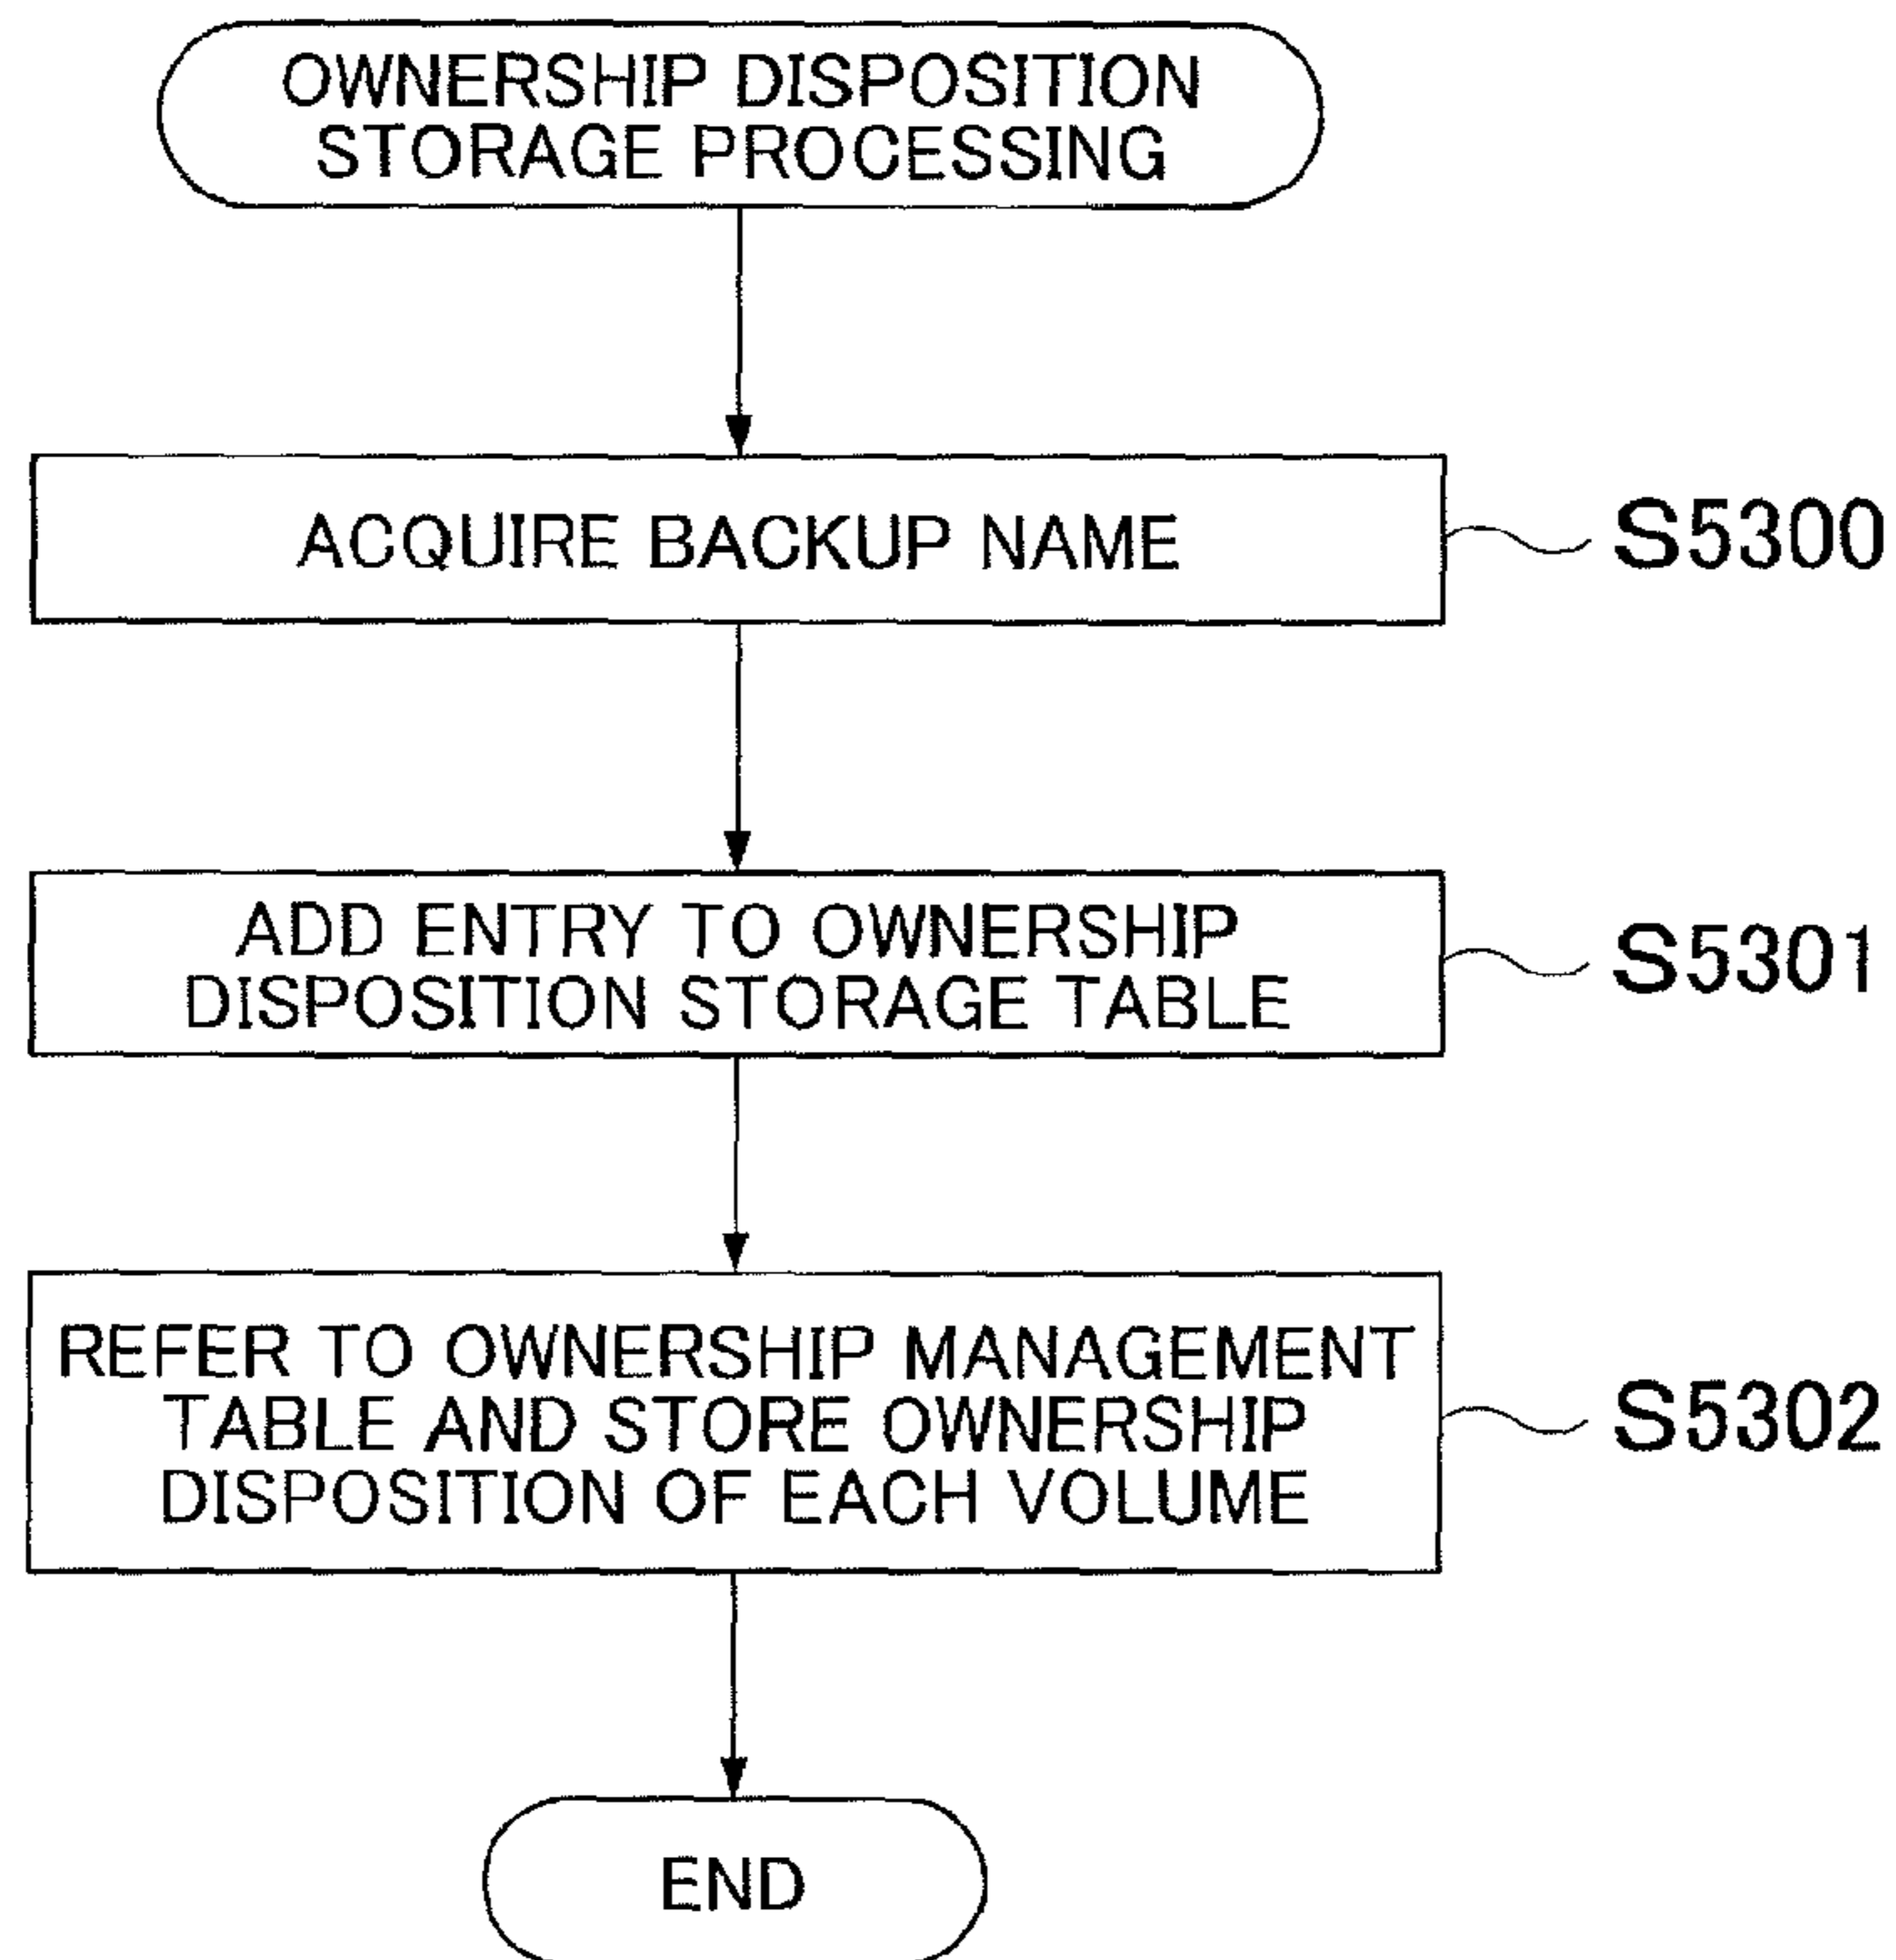 OWNERSHIP DISPOSITION
STORAGE PROCESSING
ACQUIRE BACKUP NAME
S5300
ADD ENTRY TO OWNERSHIP
DISPOSITION STORAGE TABLE
S5301
REFER TO OWNERSHIP MANAGEMENT
TABLE AND STORE OWNERSHIP
DISPOSITION OF EACH VOLUME
S5302
END